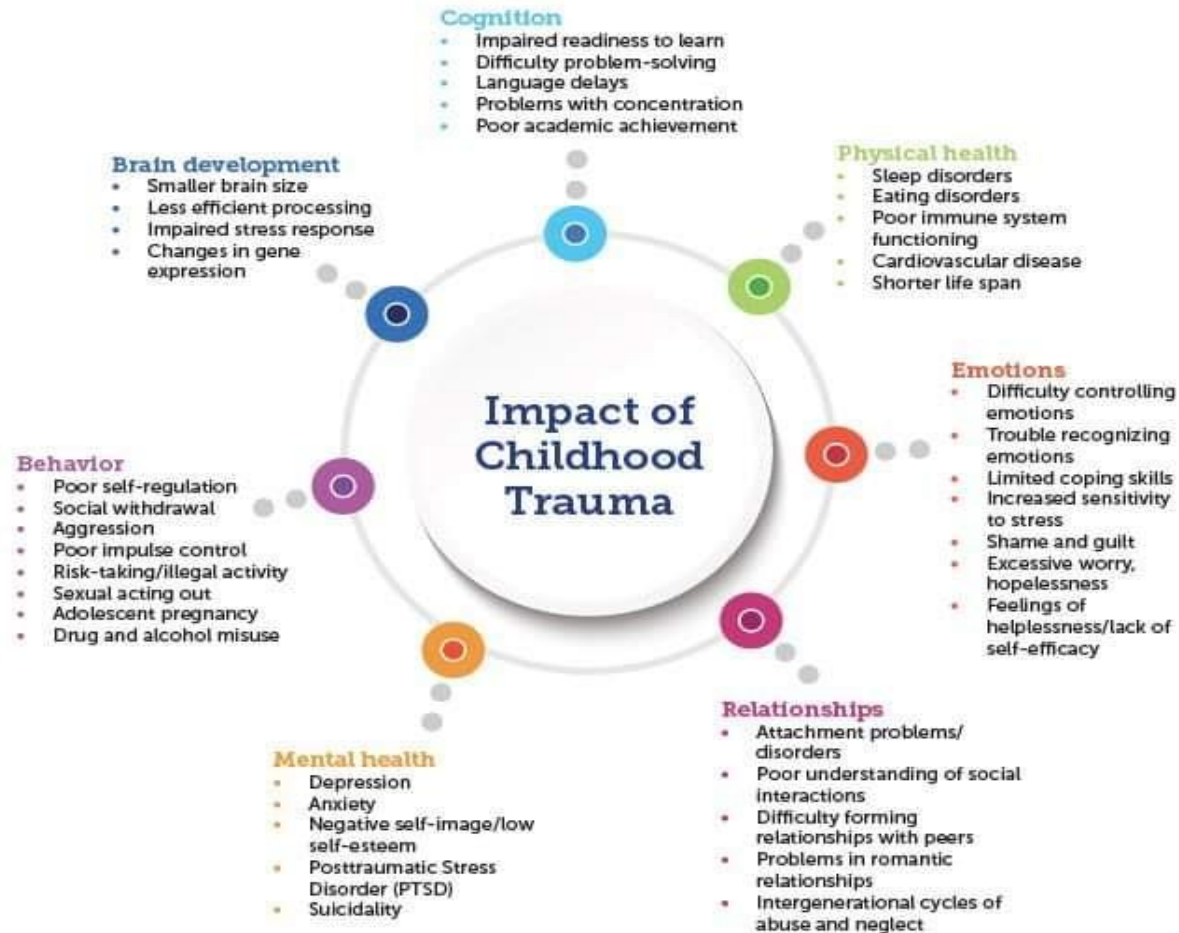 Cognition
Impaired readiness to learn
Difficulty problem-solving
Language delays
Problems with concentration
Poor academic achievement
Physical health
Sleep disorders
Eating disorders
Poor immune system
functioning
Cardiovascular disease
Shorter life span
Emotions
Difficulty controlling
emotions
Trouble recognizing
emotions
Limited coping skills
Increased sensitivity
to stress
Shame and guilt
Excessive worry,
hopelessness
Feelings of
helplessness/lack of
self-efficacy
Relationships
Attachment problems/
disorders
Poor understanding of social
interactions
Difficulty forming
relationships with peers
Problems in romantic
relationships
Intergenerational cycles of
abuse and neglect
Mental health
Depression
Anxiety
Negative self-image/low
self-esteem
Posttraumatic Stress
Disorder (PTSD)
Suicidality
Behavior
Poor self-regulation
Social withdrawal
Aggression
Poor impulse control
Risk-taking/illegal activity
Sexual acting out
Adolescent pregnancy
Drug and alcohol misuse
Brain development
Smaller brain size
Less efficient processing
Impaired stress response
Changes in gene
expression
Impact of
Childhood
Trauma